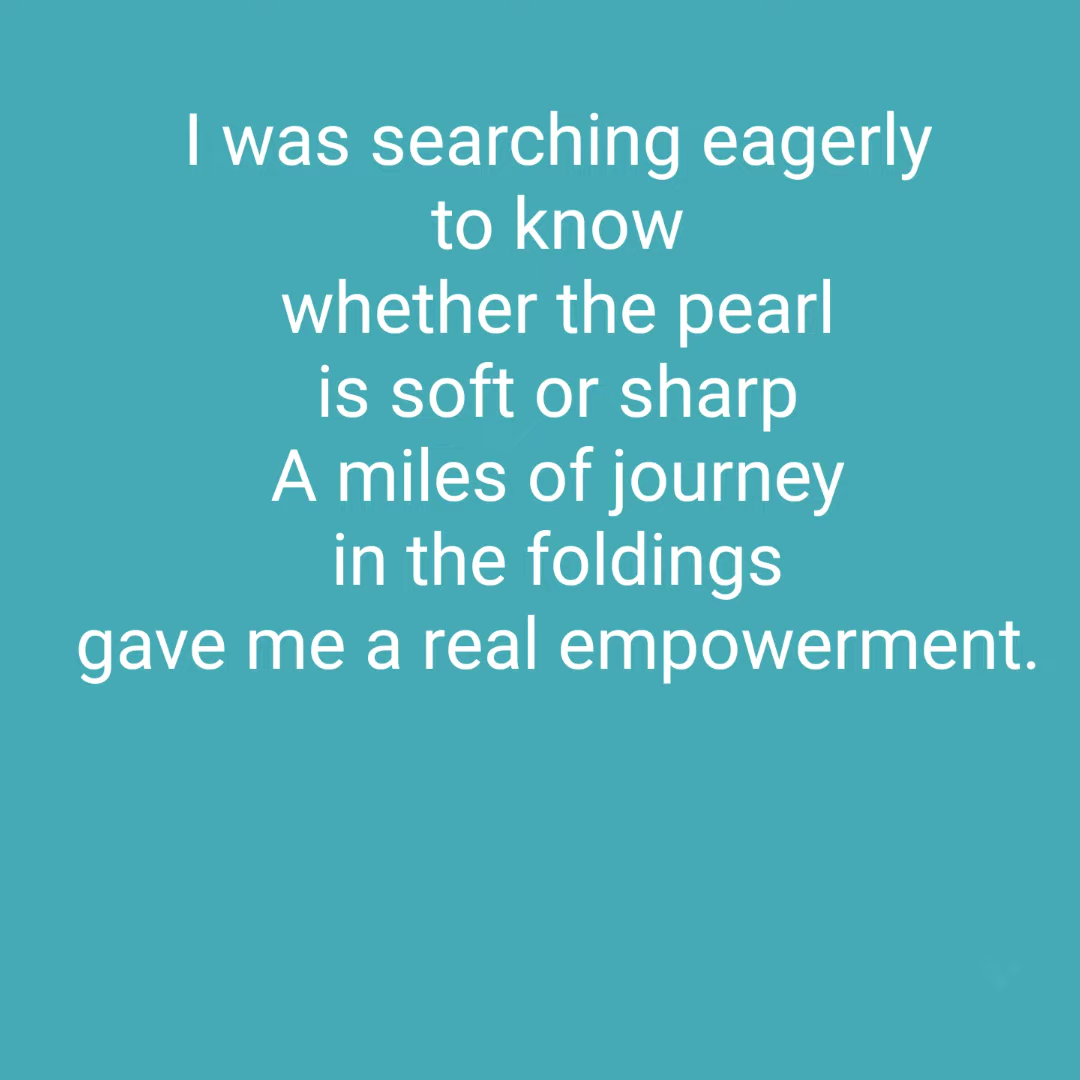 I was searching eagerly
to know
whether the pearl
is soft or sharp
A miles of journey
in the foldings
gave me a real empowerment.